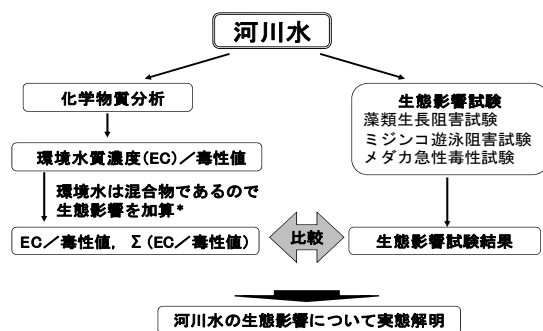 河川水
化学物質分析
環境水質濃度(EC)/毒性値
環境水は混合物であるので
生態影響を加算*
EC/毒性値, Σ(EC/毒性値)
生態影響試験
藻類生長阻害試験
ミジンコ遊泳阻害試験
メダカ急性毒性試験
比較
生態影響試験結果
河川水の生態影響について実態解明